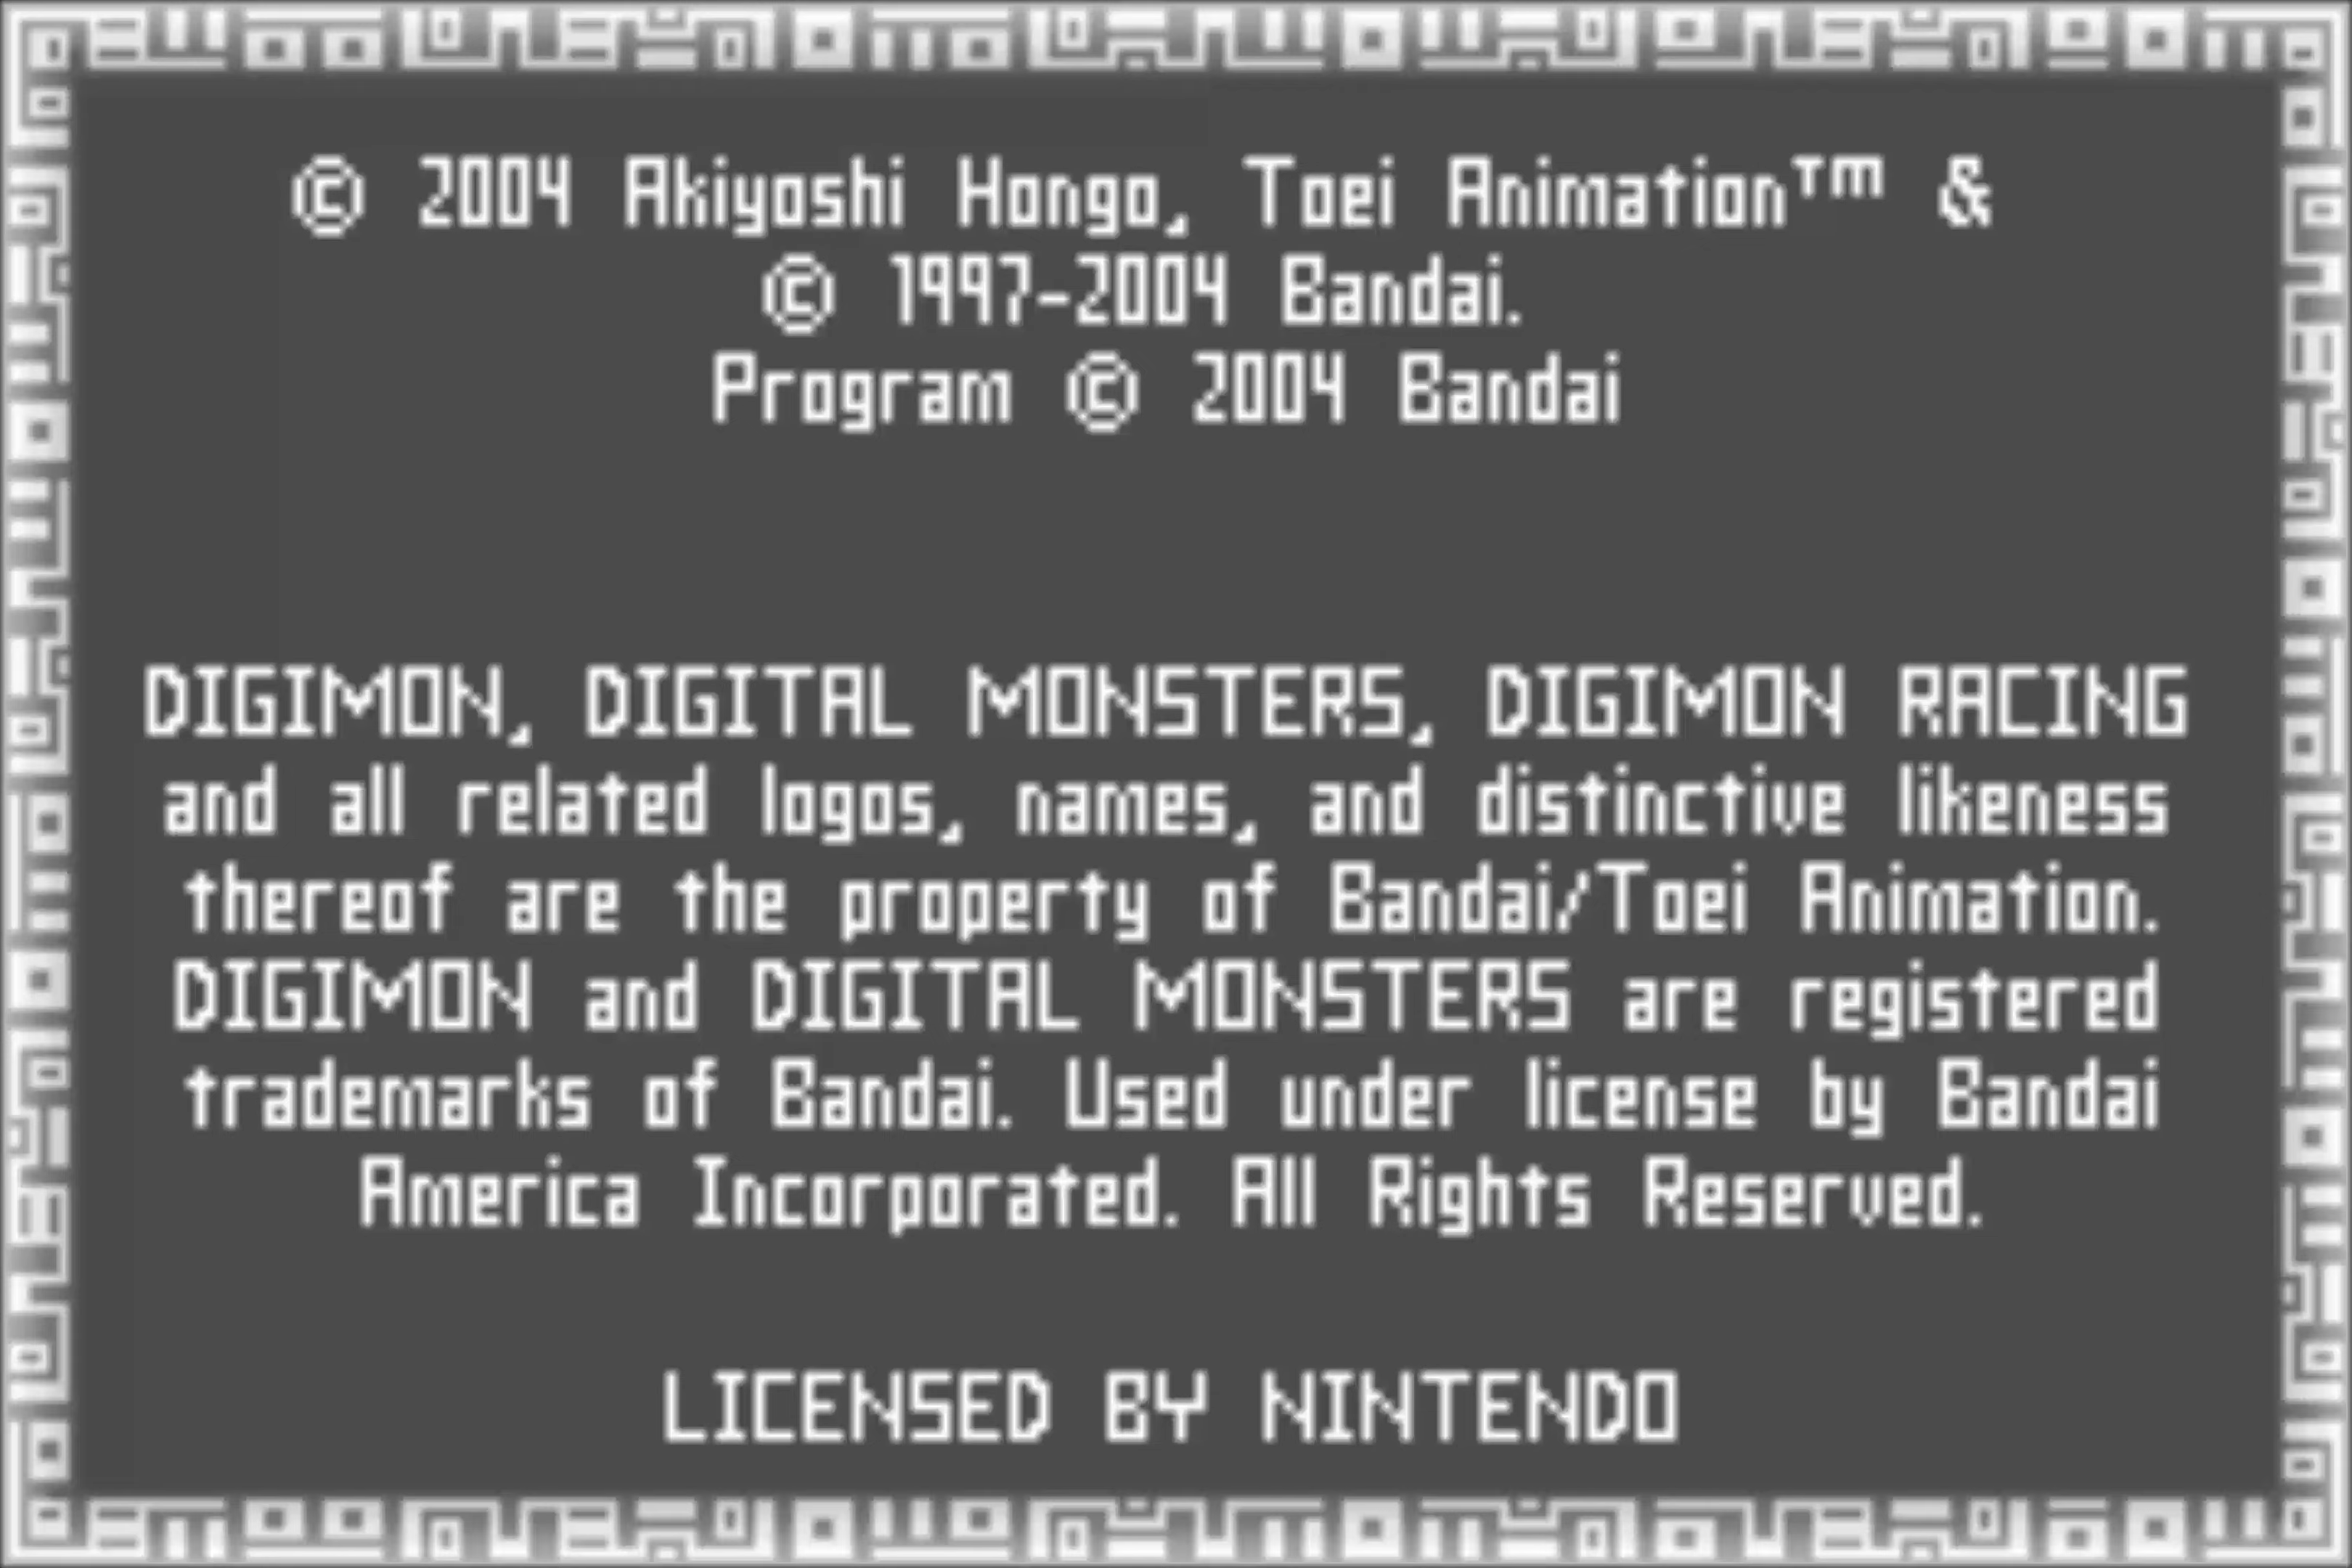 © 2004 Akiyoshi Hongo, Toei Animation™ &
© 1997-2004 Bandai.
Program © 2004 Bandai
DIGIMON, DIGITAL MONSTERS, DIGIMON RACING
and all related logos, names, and distinctive likeness
thereof are the property of Bandai/Toei Animation.
DIGIMON and DIGITAL MONSTERS are registered
trademarks of Bandai. Used under license by Bandai
America Incorporated. All Rights Reserved.
LICENSED BY NINTENDO